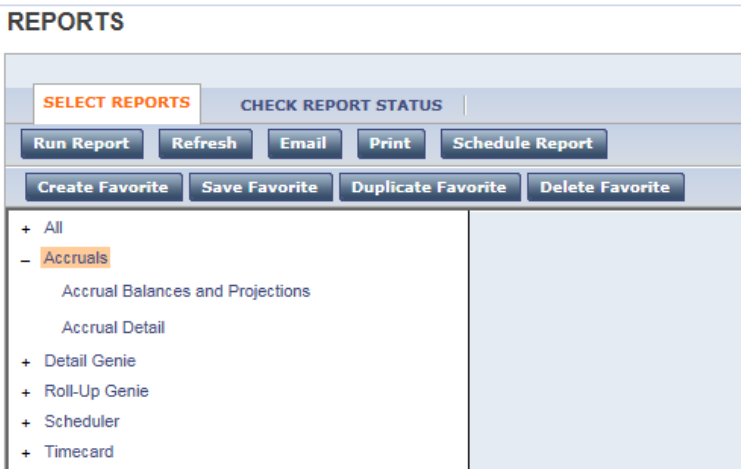 REPORTS
SELECT REPORTS CHECK REPORT STATUS
Run Report Refresh Email Print Schedule Report
Create Favorite Save Favorite Duplicate Favorite Delete Favorite
+ All
– Accruals
Accrual Balances and Projections
Accrual Detail
+ Detail Genie
+ Roll-Up Genie
+ Scheduler
+ Timecard